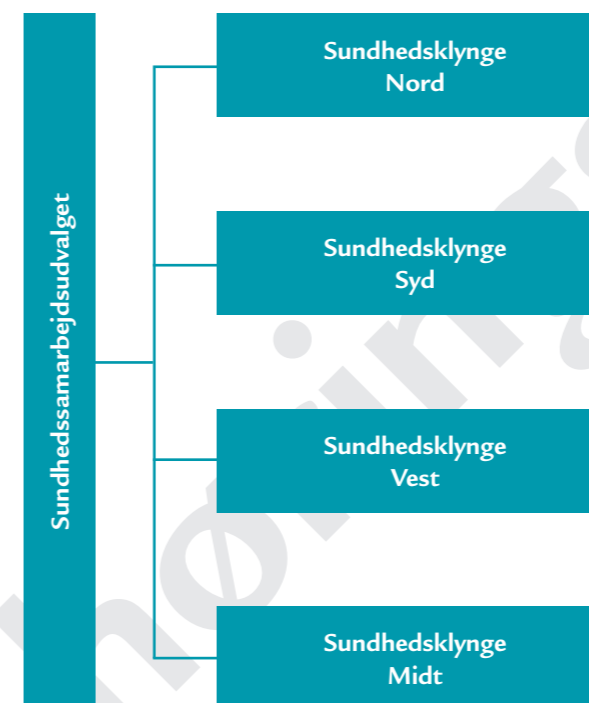 Sundhedssamarbejdsudvalget
Sundhedsklynge
Nord
Sundhedsklynge
Syd
Sundhedsklynge
Vest
Sundhedsklynge
Midt